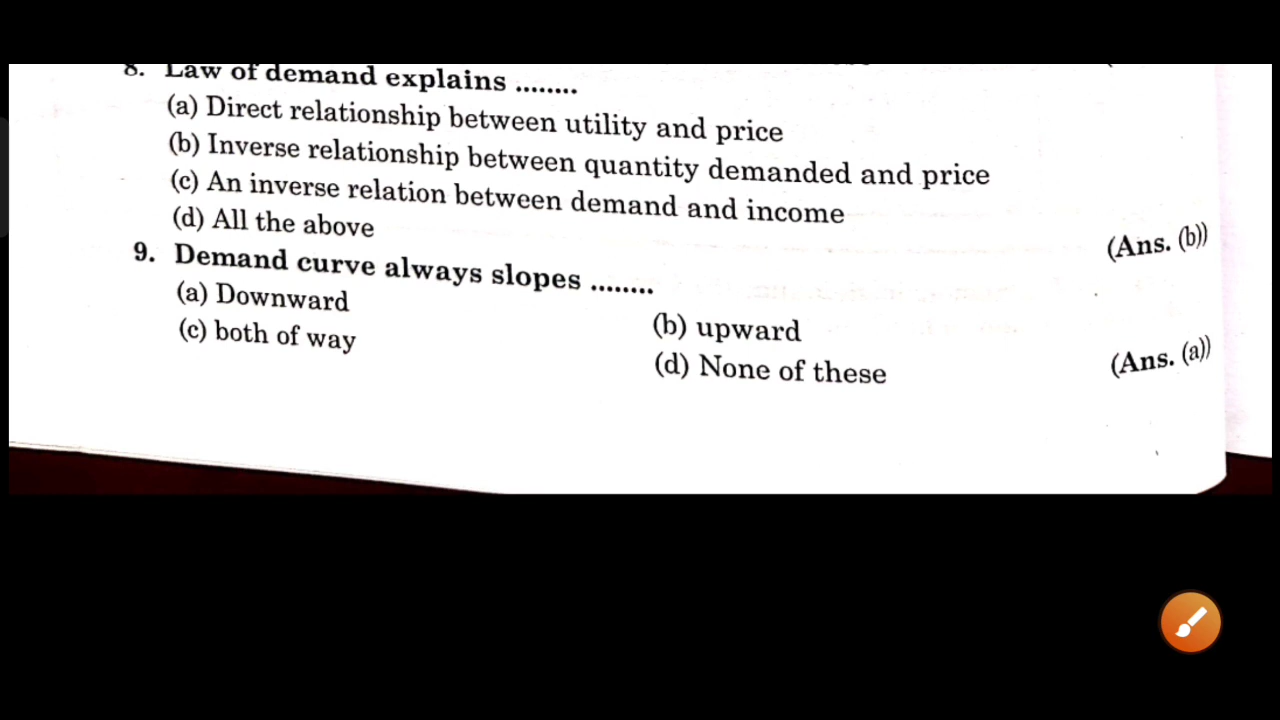 8. Law of demand explains ........
(a) Direct relationship between utility and price
(b) Inverse relationship between quantity demanded and price
(c) An inverse relation between demand and income
(d) All the above
(Ans. (b))
9. Demand curve always slopes ........
(a) Downward
(b) upward
(c) both of way
(d) None of these
(Ans. (a))